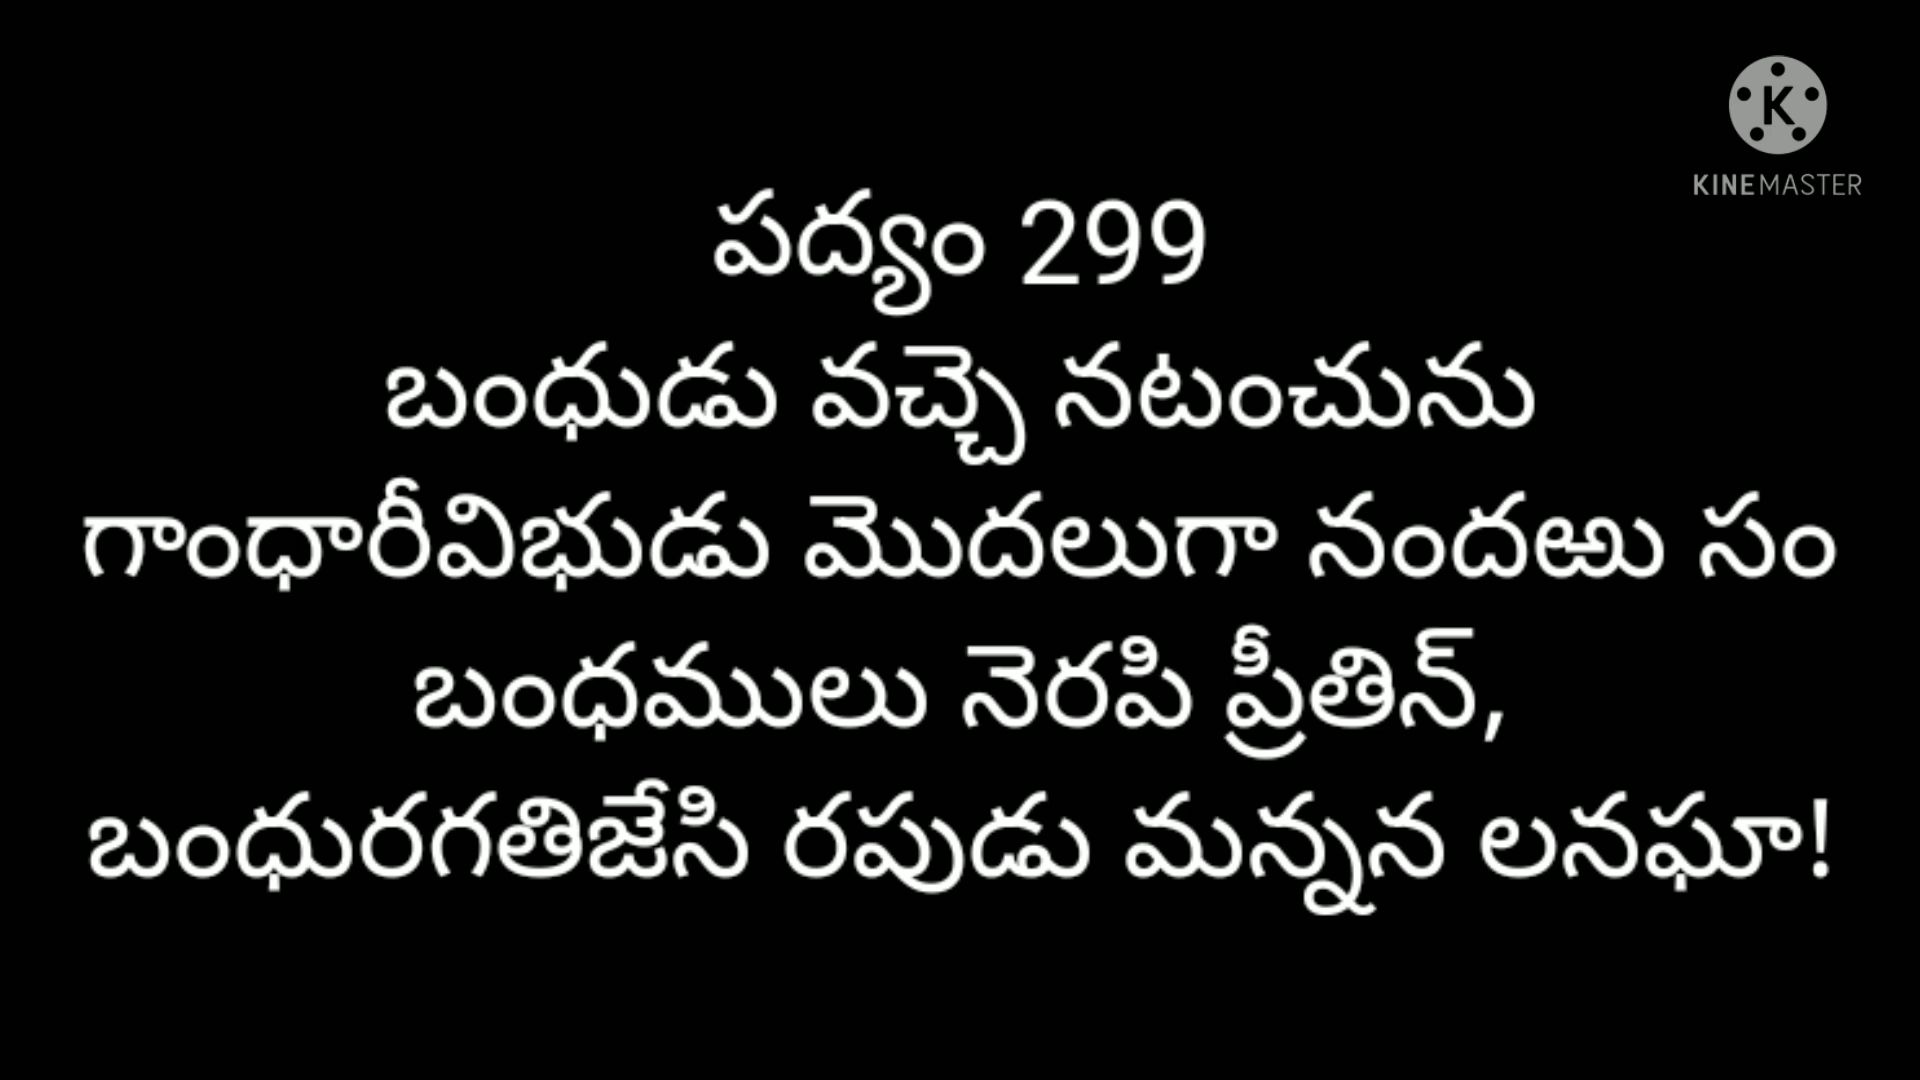 K
KINEMASTER
పద్యం 299
బంధుడు వచ్చె నటంచును
గాంధారీవిభుడు మొదలుగా నందఱు సం
బంధములు నెరపి ప్రీతిన్,
బంధురగతిజేసి రపుడు మన్నన లనఘా!